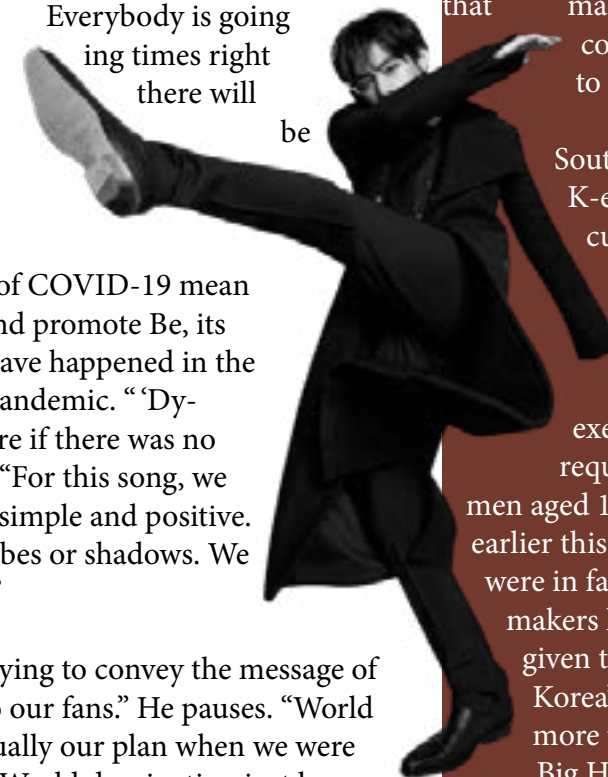 Everybody is going
ing times right
there will
be
of COVID-19 mean
nd promote Be, its
ave happened in the
andemic. “ ‘Dy-
re if there was no
“For this song, we
simple and positive.
bes or shadows. We
ying to convey the message of
o our fans.” He pauses. “World
ually our plan when we were
that ma
co
to
Sout
K-e
cu
exe
requ
men aged 1
earlier this
were in fa
makers
given t
Korea
more
Big H